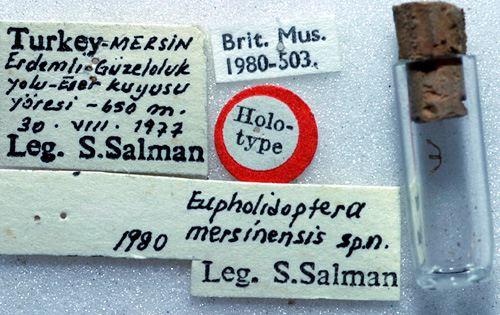 Turkey-MERSİN
Erdemli-Güzeloluk
yolu-Eser kuyusu
yöresi - 650 m.
30. VIII. 1977
Leg. S.Salman
Brit. Mus.
1980-503.
Holo-
type
Eupholidoptera
mersinensis sp.n.
1980
Leg. S.Salman